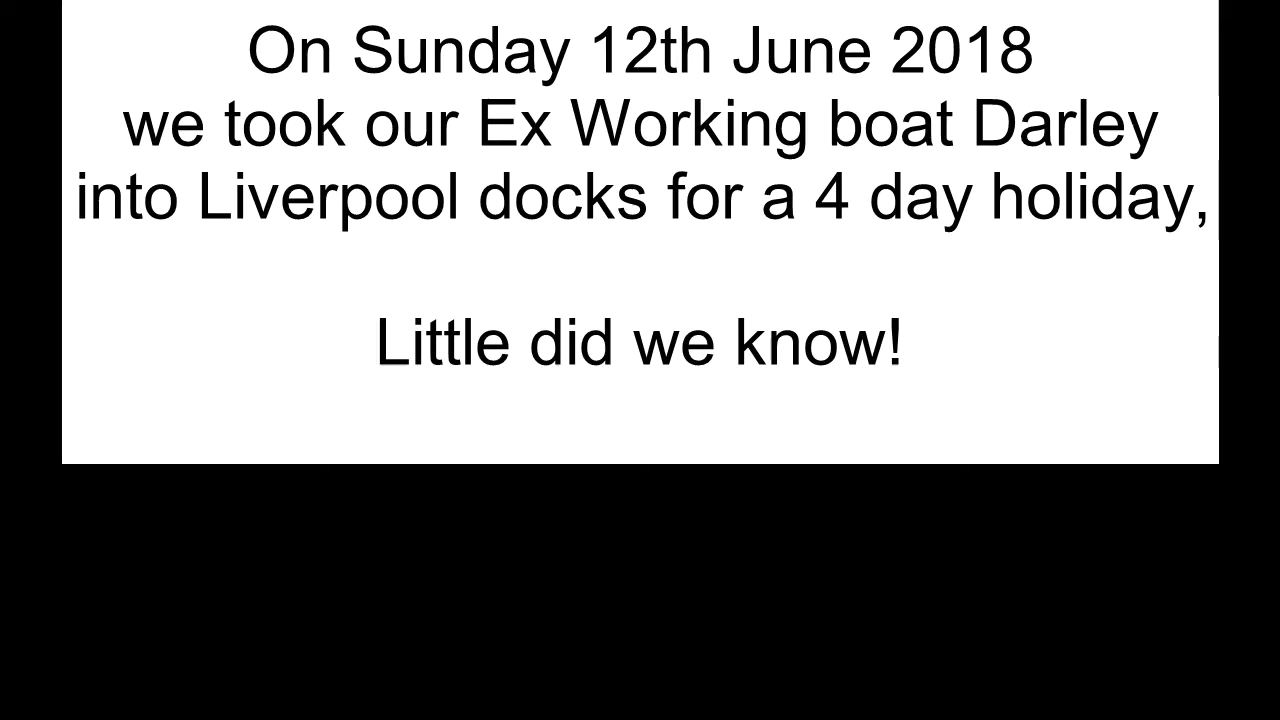 On Sunday 12th June 2018
we took our Ex Working boat Darley
into Liverpool docks for a 4 day holiday,
Little did we know!